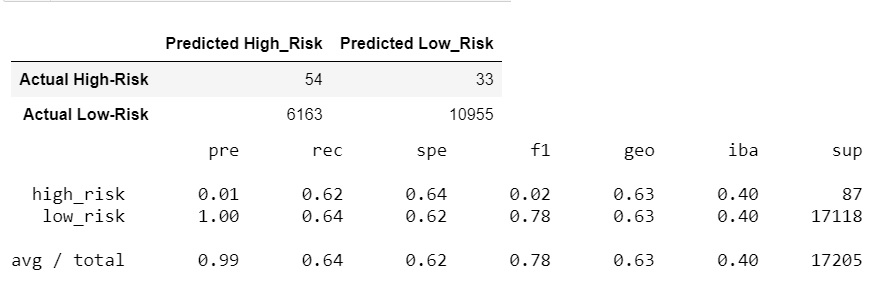 Predicted High_Risk Predicted Low_Risk
Actual High-Risk 54 33
Actual Low-Risk 6163 10955
pre rec spe f1 geo iba sup
high_risk 0.01 0.62 0.64 0.02 0.63 0.40 87
low_risk 1.00 0.64 0.62 0.78 0.63 0.40 17118
avg / total 0.99 0.64 0.62 0.78 0.63 0.40 17205